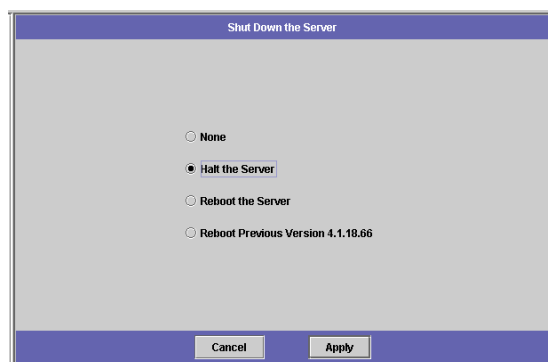 Shut Down the Server
None
Halt the Server
Reboot the Server
Reboot Previous Version 4.1.18.66
Cancel Apply